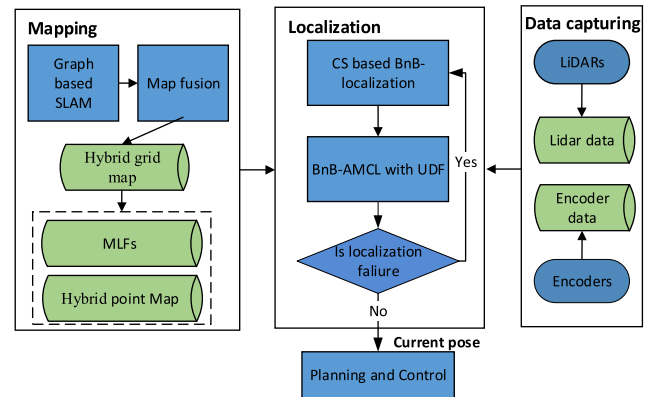 Mapping
Graph
based
SLAM
Map fusion
Hybrid grid
map
MLFs
Hybrid point Map
Localization
CS based BnB-
localization
BnB-AMCL with UDF
Yes
Is localization
faliure
No
Current pose
Planning and Control
Data capturing
LiDARs
Lidar data
Encoder
data
Encoders